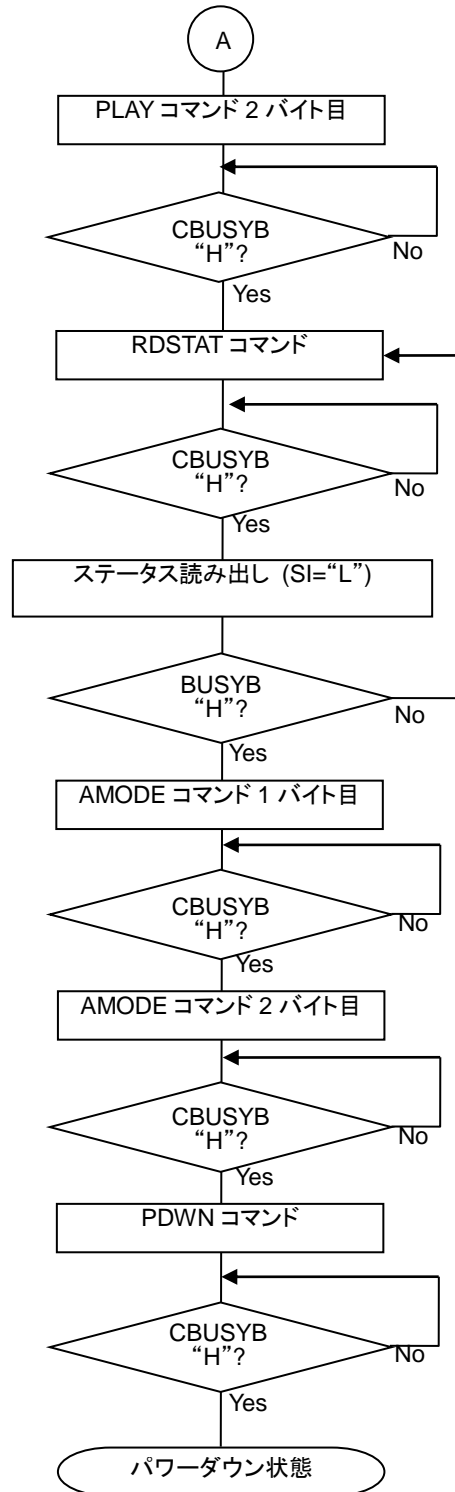 A
PLAY コマンド 2 バイト目
CBUSYB
“H”?
No
Yes
RDSTAT コマンド
CBUSYB
“H”?
No
Yes
ステータス読み出し (SI=“L”)
BUSYB
“H”?
No
Yes
AMODE コマンド 1 バイト目
CBUSYB
“H”?
No
Yes
AMODE コマンド 2 バイト目
CBUSYB
“H”?
No
Yes
PDWN コマンド
CBUSYB
“H”?
No
Yes
パワーダウン状態